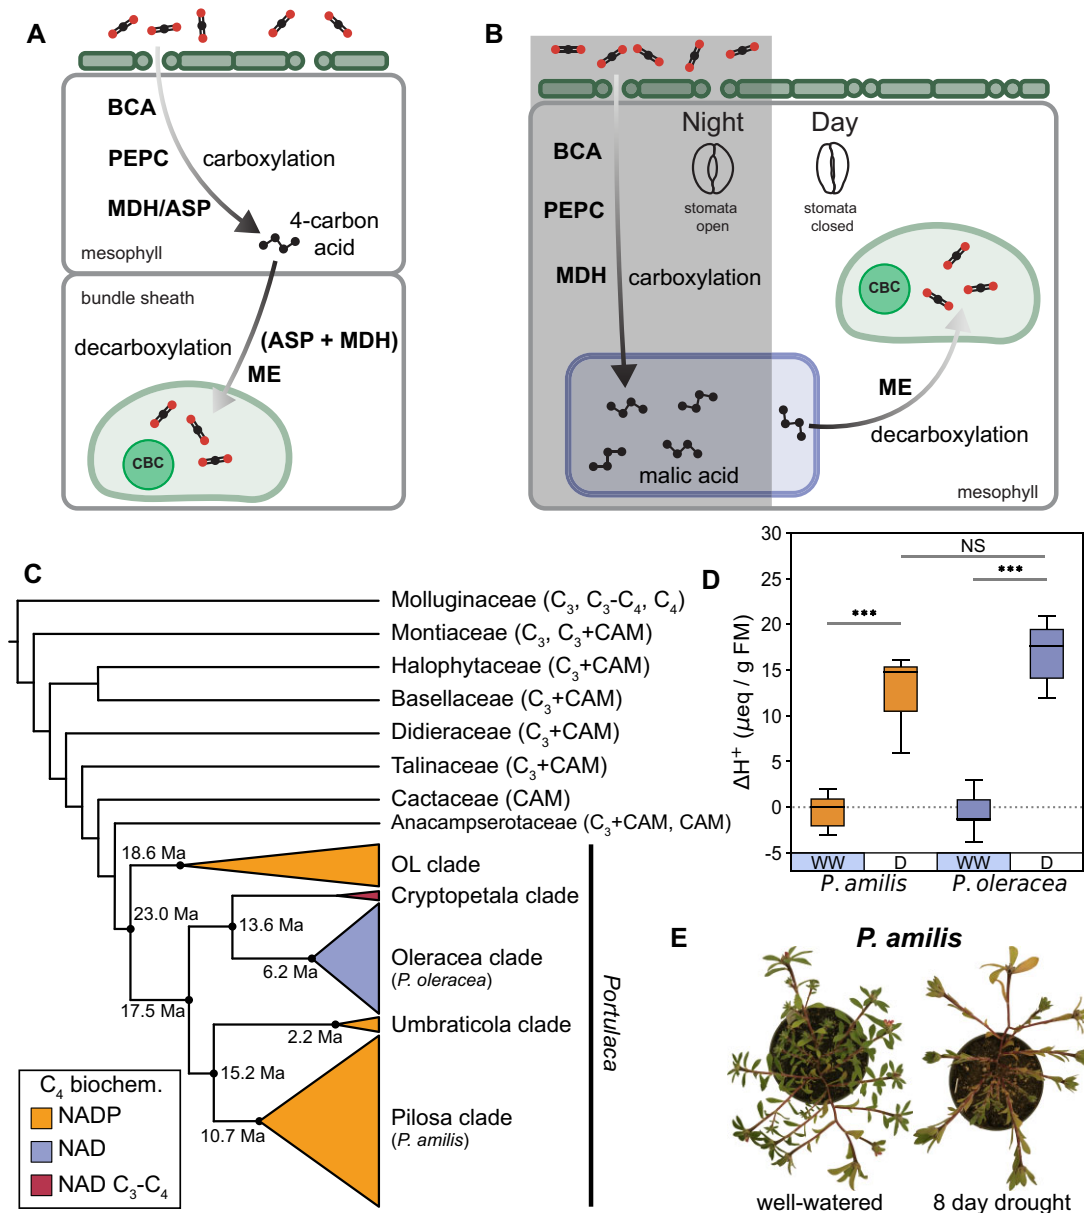 A
BCA
PEPC
carboxylation
MDH/ASP
4-carbon
acid
mesophyll
bundle sheath
decarboxylation
(ASP + MDH)
ME
CBC
B
Night
Day
BCA
stomata
open
stomata
closed
PEPC
MDH
carboxylation
CBC
ME
decarboxylation
malic acid
mesophyll
C
Molluginaceae (C3, C3-C4, C4)
Montiaceae (C3, C3+CAM)
Halophytaceae (C3+CAM)
Basellaceae (C3+CAM)
Didieraceae (C3+CAM)
Talinaceae (C3+CAM)
Cactaceae (CAM)
Anacampserotaceae (C3+CAM, CAM)
18.6 Ma
OL clade
Cryptopetala clade
23.0 Ma
13.6 Ma
Oleracea clade
(P. oleracea)
6.2 Ma
17.5 Ma
Umbraticola clade
2.2 Ma
15.2 Ma
Pilosa clade
(P. amilis)
10.7 Ma
Portulaca
C4 biochem.
NADP
NAD
NAD C3-C4
D
ΔH+ (μeq / g FM)
30
25
20
15
10
5
0
-5
NS
***
***
WW D WW D
P. amilis P. oleracea
E
P. amilis
well-watered
8 day drought